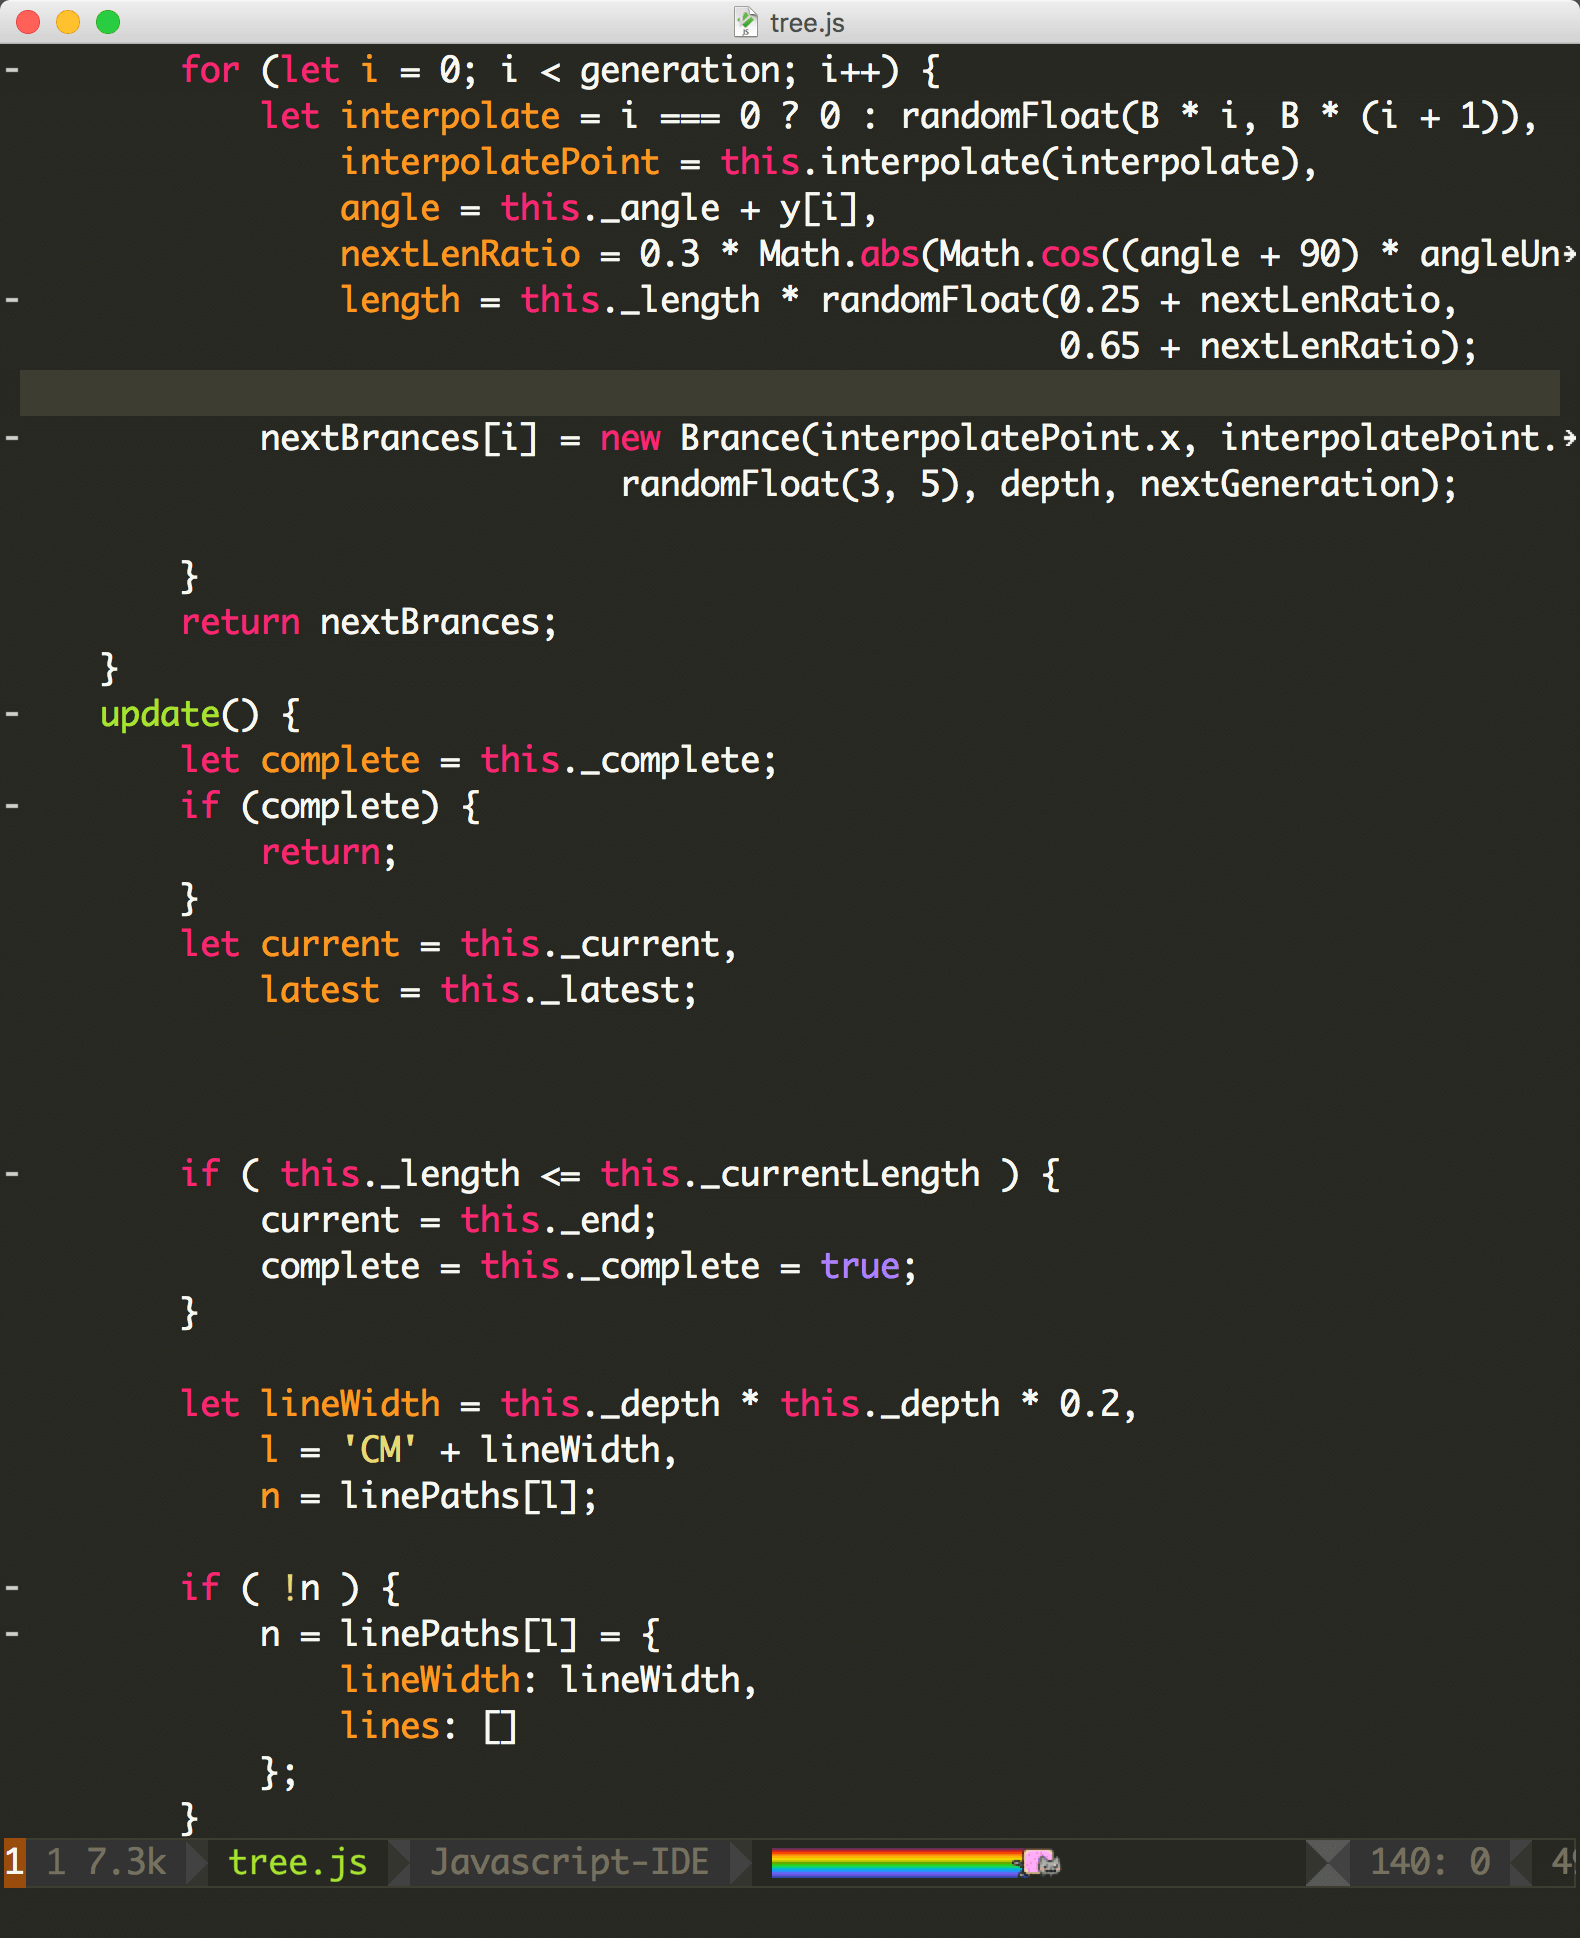 tree.js
for (let i = 0; i < generation; i++) {
let interpolate = i === 0 ? 0 : randomFloat(B * i, B * (i + 1)),
interpolatePoint = this.interpolate(interpolate),
angle = this._angle + y[i],
nextLenRatio = 0.3 * Math.abs(Math.cos((angle + 90) * angleUn
length = this._length * randomFloat(0.25 + nextLenRatio,
0.65 + nextLenRatio);
nextBrances[i] = new Brance(interpolatePoint.x, interpolatePoint.
randomFloat(3, 5), depth, nextGeneration);
}
return nextBrances;
}
update() {
let complete = this._complete;
if (complete) {
return;
}
let current = this._current,
latest = this._latest;
if ( this._length <= this._currentLength ) {
current = this._end;
complete = this._complete = true;
}
let lineWidth = this._depth * this._depth * 0.2,
l = 'CM' + lineWidth,
n = linePaths[l];
if ( !n ) {
n = linePaths[l] = {
lineWidth: lineWidth,
lines: []
};
}
1 1 7.3k tree.js Javascript-IDE 140: 0